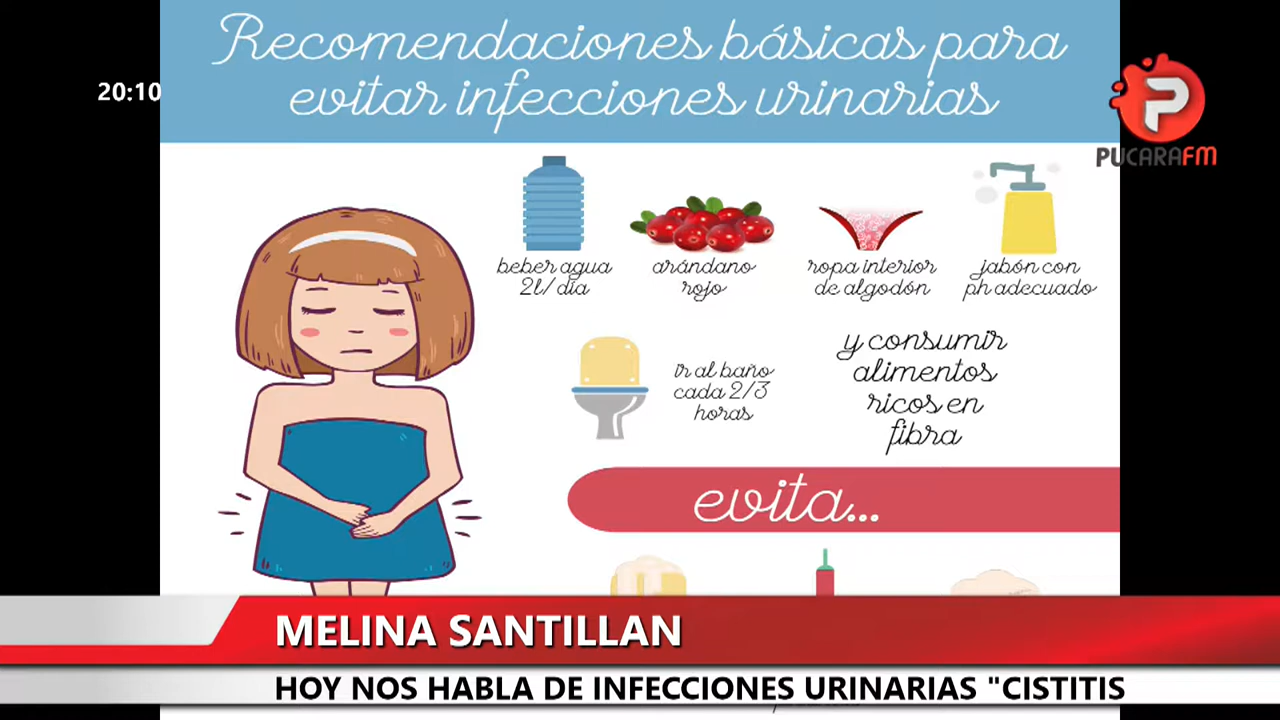 Recomendaciones básicas para
evitar infecciones urinarias
20:10
PUCARAFM
beber agua
2l/ día
arándano
rojo
ropa interior
de algodón
jabón con
ph adecuado
ir al baño
cada 2/3
horas
y consumir
alimentos
ricos en
fibra
evita...
MELINA SANTILLAN
HOY NOS HABLA DE INFECCIONES URINARIAS "CISTITIS